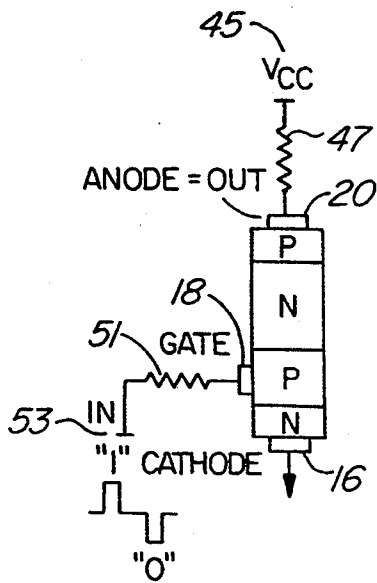 45
VCC
47
ANODE = OUT
20
P
N
18
GATE
51
P
IN
53
N
"1"
CATHODE
16
"0"